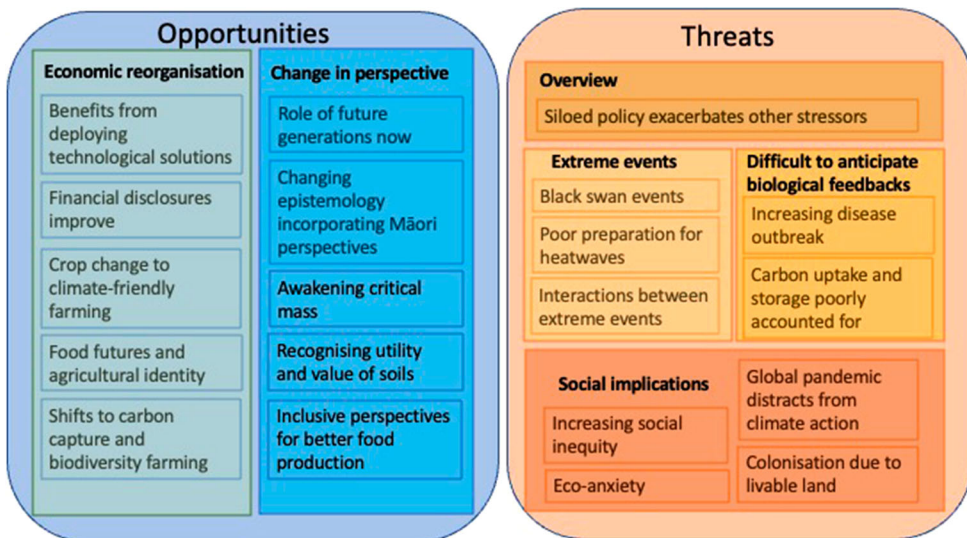 Opportunities
Economic reorganisation
Benefits from
deploying
technological solutions
Financial disclosures
improve
Crop change to
climate-friendly
farming
Food futures and
agricultural identity
Shifts to carbon
capture and
biodiversity farming
Change in perspective
Role of future
generations now
Changing
epistemology
incorporating Māori
perspectives
Awakening critical
mass
Recognising utility
and value of soils
Inclusive perspectives
for better food
production
Threats
Overview
Siloed policy exacerbates other stressors
Extreme events
Black swan events
Poor preparation for
heatwaves
Interactions between
extreme events
Difficult to anticipate
biological feedbacks
Increasing disease
outbreak
Carbon uptake and
storage poorly
accounted for
Social implications
Increasing social
inequity
Eco-anxiety
Global pandemic
distracts from
climate action
Colonisation due to
livable land